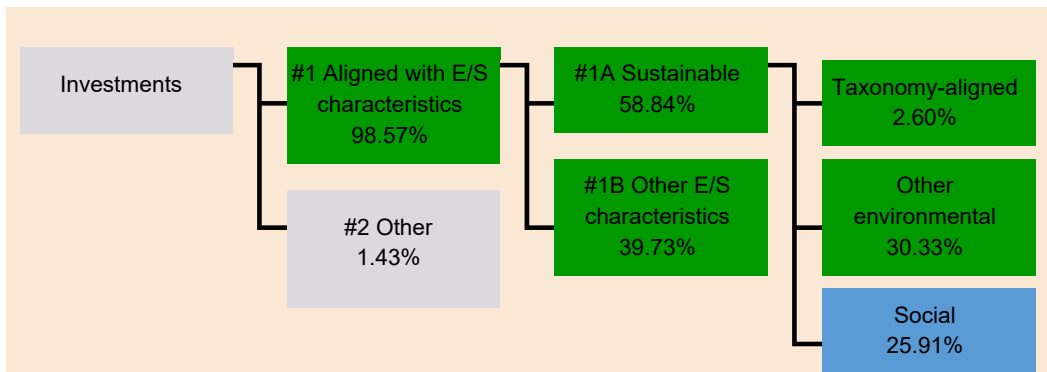 Investments
#1 Aligned with E/S
characteristics
98.57%
#2 Other
1.43%
#1A Sustainable
58.84%
#1B Other E/S
characteristics
39.73%
Taxonomy-aligned
2.60%
Other
environmental
30.33%
Social
25.91%